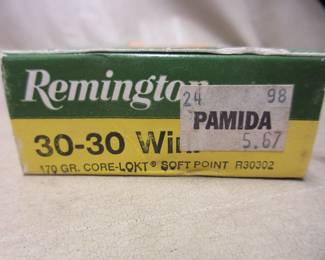 Remington
24 98
PAMIDA
5.67
30-30 Win
170 GR. CORE-LOKT® SOFT POINT R30302